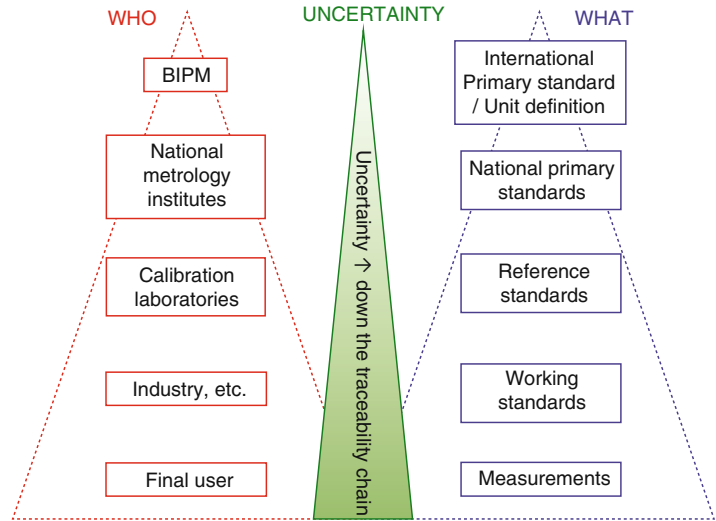 WHO
UNCERTAINTY
WHAT
BIPM
International
Primary standard
/ Unit definition
National
metrology
institutes
National primary
standards
Calibration
laboratories
Reference
standards
Industry, etc.
Working
standards
Final user
Measurements
Uncertainty ↑ down the traceability chain